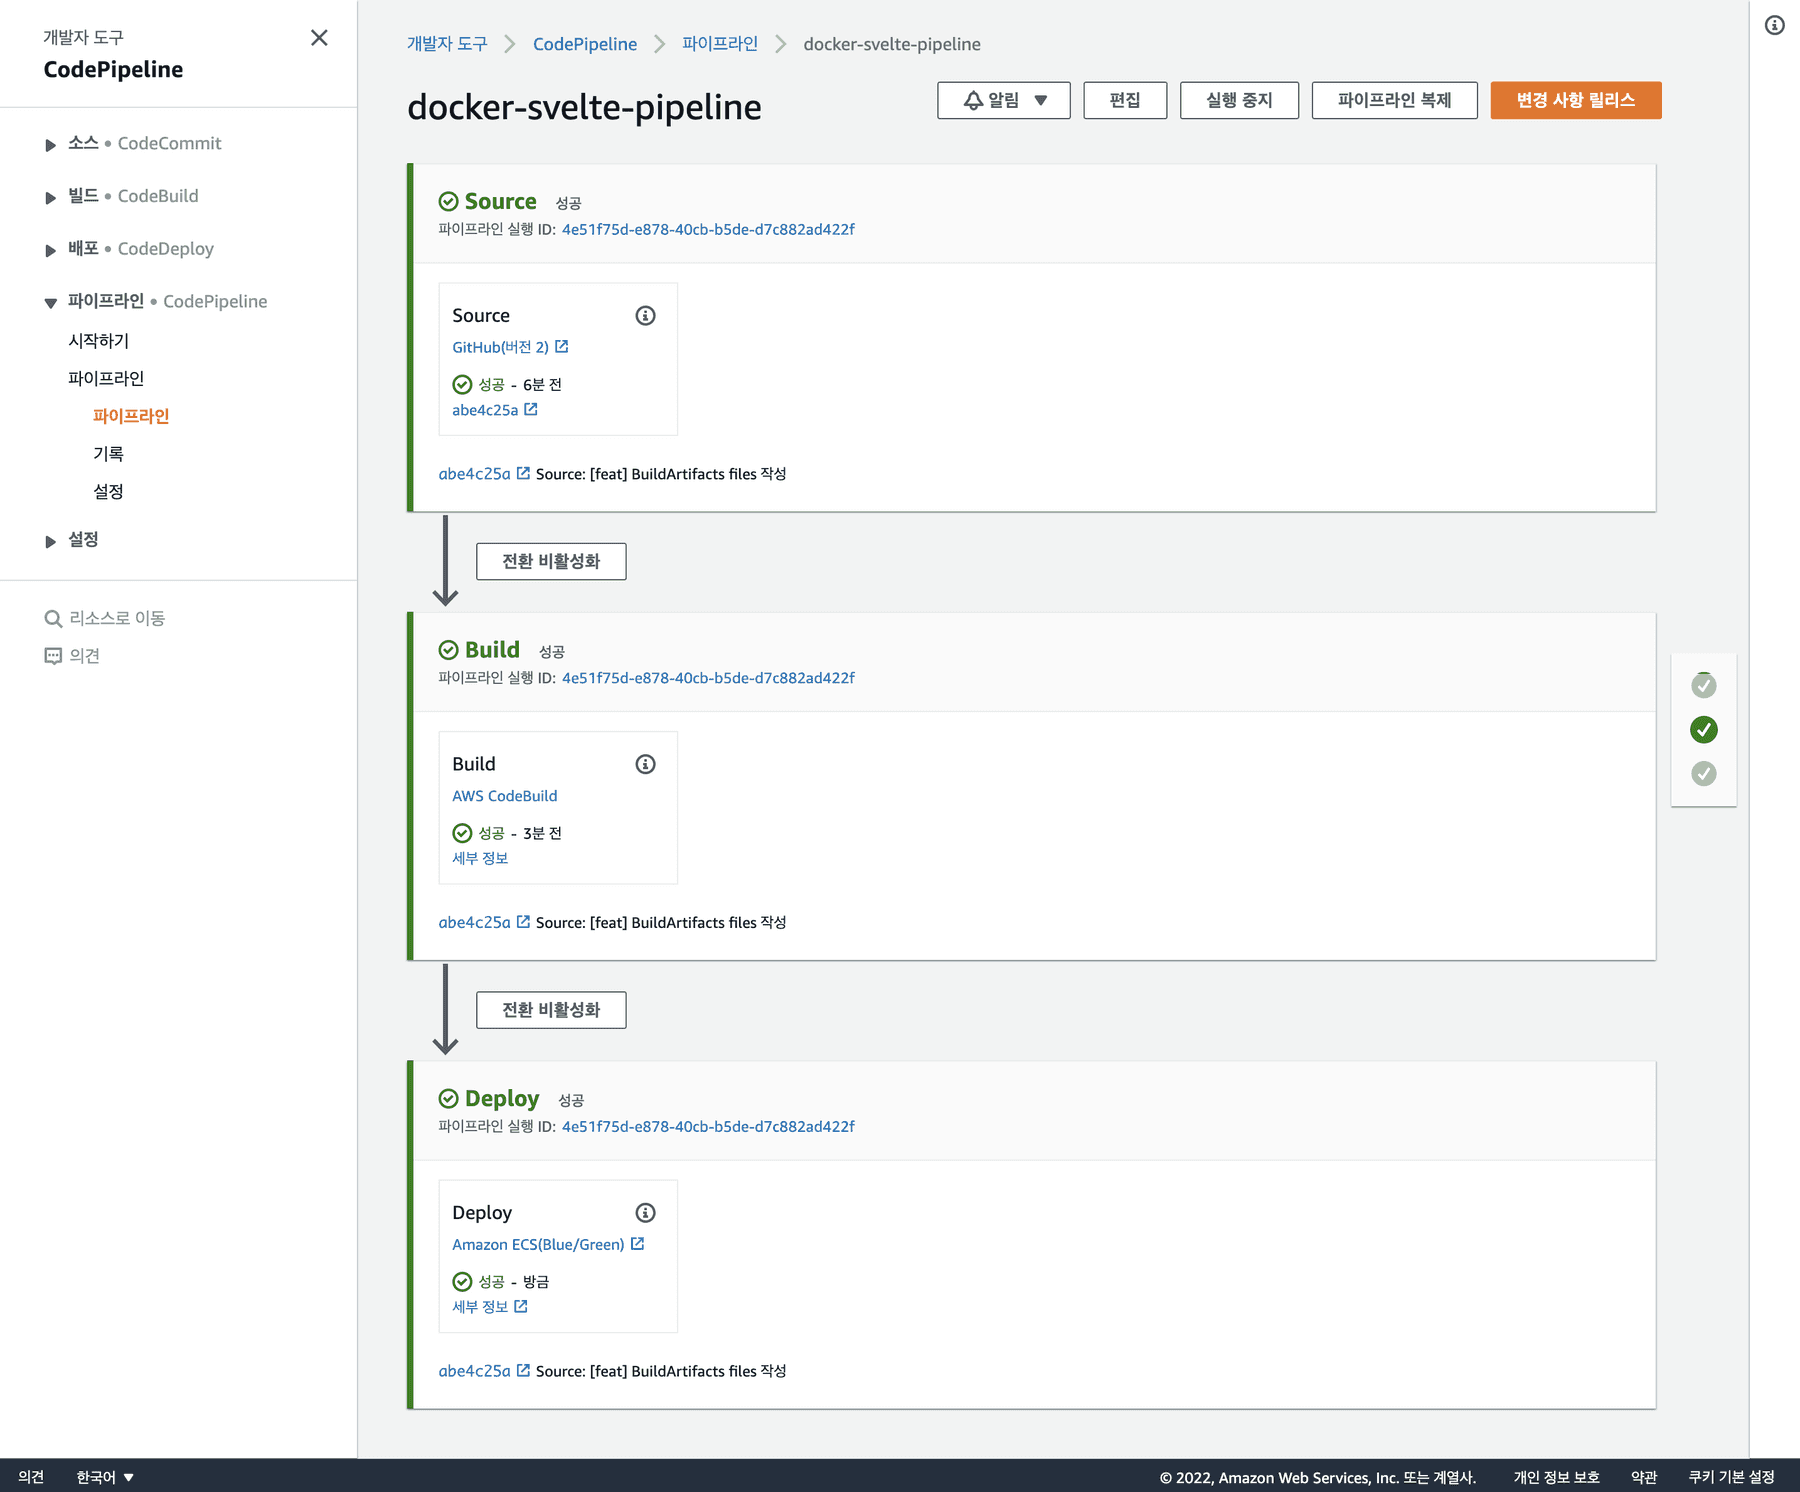 개발자 도구
CodePipeline
소스 • CodeCommit
빌드 • CodeBuild
배포 • CodeDeploy
파이프라인 • CodePipeline
시작하기
파이프라인
파이프라인
기록
설정
설정
리소스로 이동
의견
개발자 도구 > CodePipeline > 파이프라인 > docker-svelte-pipeline
docker-svelte-pipeline
알림 편집 실행 중지 파이프라인 복제 변경 사항 릴리스
Source 성공
파이프라인 실행 ID: 4e51f75d-e878-40cb-b5de-d7c882ad422f
Source
GitHub(버전 2)
성공 - 6분 전
abe4c25a
abe4c25a Source: [feat] BuildArtifacts files 작성
전환 비활성화
Build 성공
파이프라인 실행 ID: 4e51f75d-e878-40cb-b5de-d7c882ad422f
Build
AWS CodeBuild
성공 - 3분 전
세부 정보
abe4c25a Source: [feat] BuildArtifacts files 작성
전환 비활성화
Deploy 성공
파이프라인 실행 ID: 4e51f75d-e878-40cb-b5de-d7c882ad422f
Deploy
Amazon ECS(Blue/Green)
성공 - 방금
세부 정보
abe4c25a Source: [feat] BuildArtifacts files 작성
의견 한국어 © 2022, Amazon Web Services, Inc. 또는 계열사. 개인 정보 보호 약관 쿠키 기본 설정